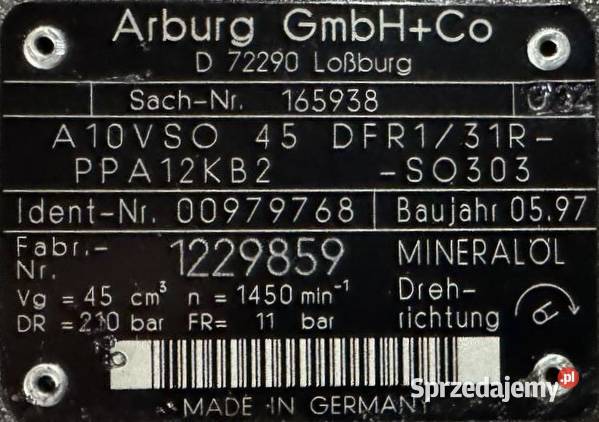 Arburg GmbH+Co
D 72290 Loßburg
Sach-Nr. 165938
A10VSO 45 DFR1/31R-
PPA12KB2 -SO303
Ident-Nr. 00979768 Baujahr 05.97
Fabr.-
Nr. 1229859 MINERALÖL
Vg = 45 cm³ n = 1450 min⁻¹ Dreh-
DR = 210 bar FR= 11 bar richtung
MADE IN GERMANY
Sprzedajemy.pl